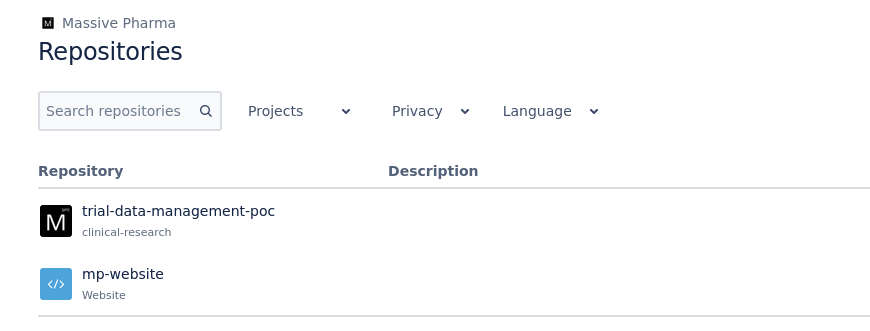 M Massive Pharma
Repositories
Search repositories Projects Privacy Language
Repository Description
M trial-data-management-poc
clinical-research
</> mp-website
Website